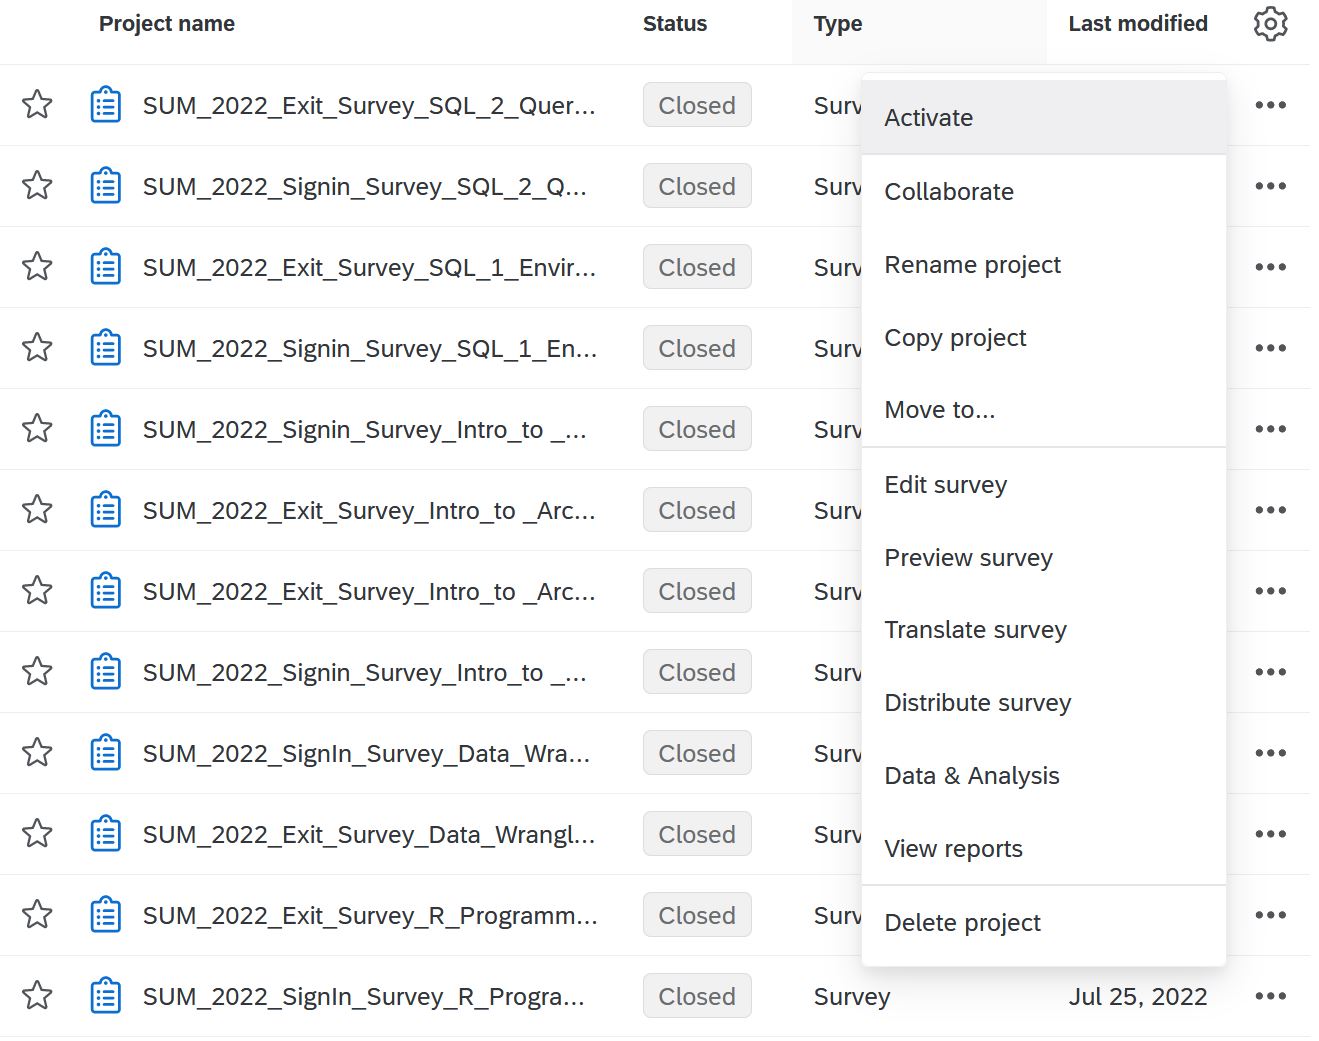 Project name Status Type Last modified
SUM_2022_Exit_Survey_SQL_2_Quer... Closed Surv
Activate
SUM_2022_Signin_Survey_SQL_2_Q... Closed Surv
Collaborate
SUM_2022_Exit_Survey_SQL_1_Envir... Closed Surv
Rename project
SUM_2022_Signin_Survey_SQL_1_En... Closed Surv
Copy project
SUM_2022_Signin_Survey_Intro_to _... Closed Surv
Move to...
SUM_2022_Exit_Survey_Intro_to _Arc... Closed Surv
Edit survey
SUM_2022_Exit_Survey_Intro_to _Arc... Closed Surv
Preview survey
SUM_2022_Signin_Survey_Intro_to _... Closed Surv
Translate survey
SUM_2022_SignIn_Survey_Data_Wra... Closed Surv
Distribute survey
SUM_2022_Exit_Survey_Data_Wrangl... Closed Surv
Data & Analysis
View reports
SUM_2022_Exit_Survey_R_Programm... Closed Surv
Delete project
SUM_2022_SignIn_Survey_R_Progra... Closed Survey Jul 25, 2022